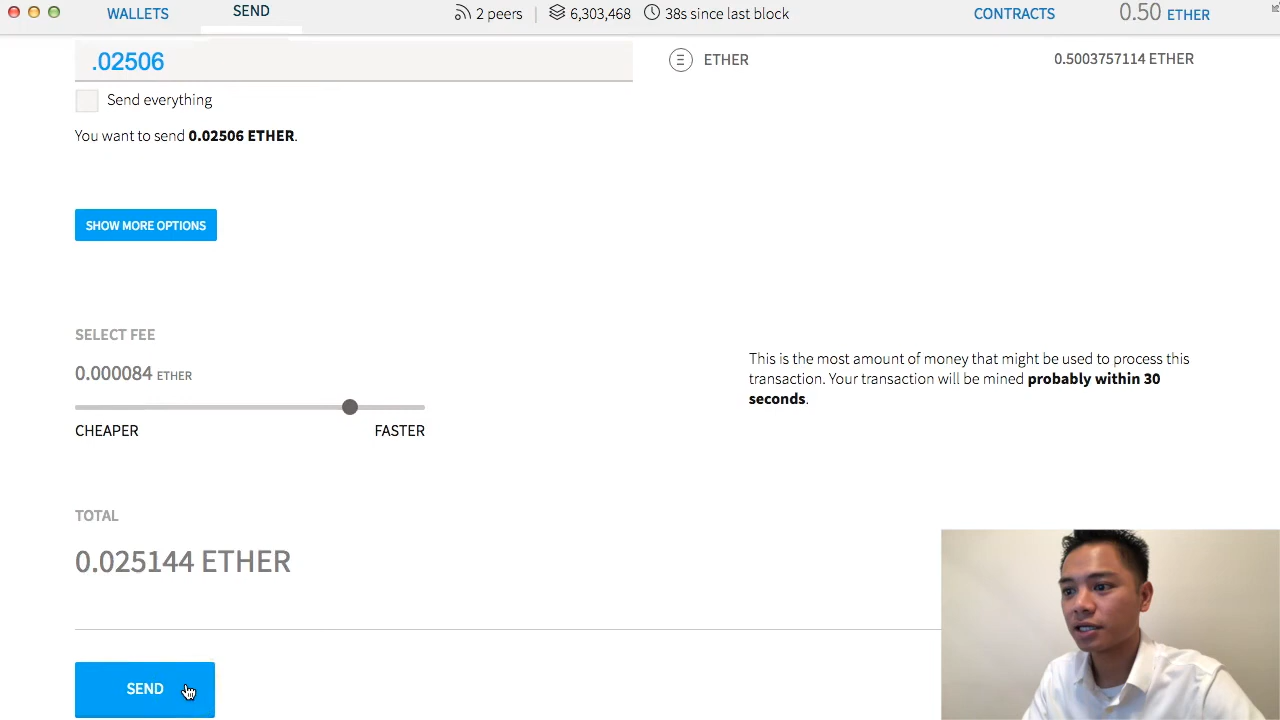 WALLETS SEND 2 peers 6,303,468 38s since last block CONTRACTS 0.50 ETHER
.02506 ETHER 0.5003757114 ETHER
Send everything
You want to send 0.02506 ETHER.
SHOW MORE OPTIONS
SELECT FEE
0.000084 ETHER
CHEAPER FASTER
This is the most amount of money that might be used to process this
transaction. Your transaction will be mined probably within 30
seconds.
TOTAL
0.025144 ETHER
SEND